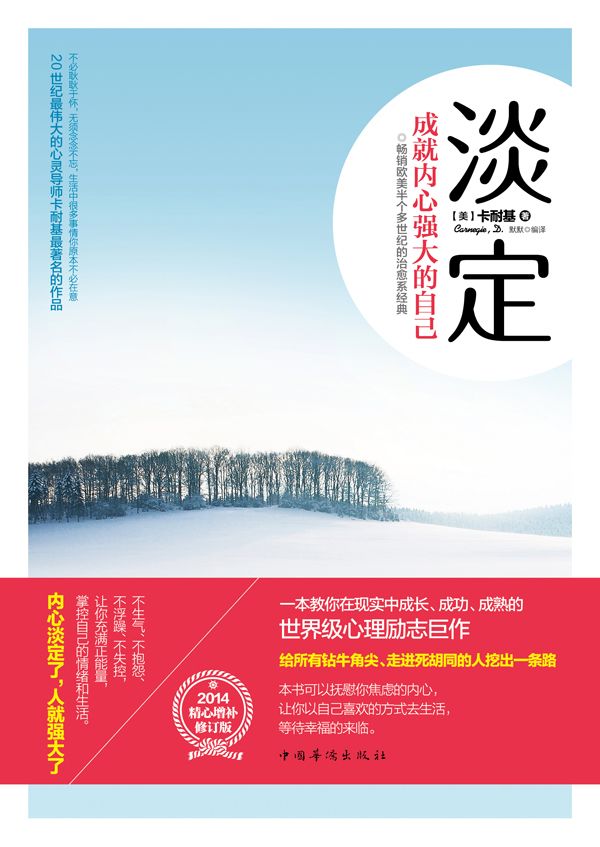 淡定
【美】卡耐基 著
Carnegie, D. 默默 编译
成就内心强大的自己
◎畅销欧美半个多世纪的治愈系经典
不必耿耿于怀，无须念念不忘，生活中很多事情你原本不必在意
20世纪最伟大的心灵导师卡耐基最著名的作品
不生气、不抱怨、
不浮躁、不失控，
让你充满正能量，
掌控自己的情绪和生活。
内心淡定了，人就强大了
2014
精心增补
修订版
一本教你在现实中成长、成功、成熟的
世界级心理励志巨作
给所有钻牛角尖、走进死胡同的人挖出一条路
本书可以抚慰你焦虑的内心，
让你以自己喜欢的方式去生活，
等待幸福的来临。
中国华侨出版社